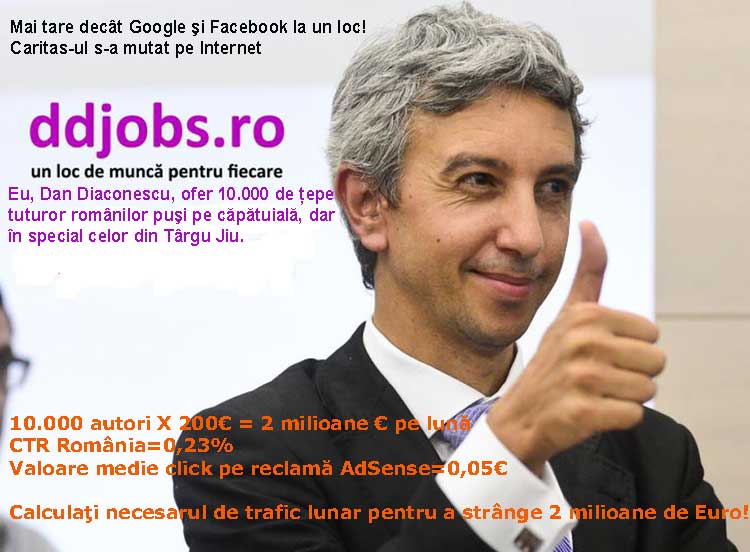 Mai tare decât Google şi Facebook la un loc!
Caritas-ul s-a mutat pe Internet
ddjobs.ro
un loc de muncă pentru fiecare
Eu, Dan Diaconescu, ofer 10.000 de țepe
tuturor românilor puşi pe căpătuială, dar
în special celor din Târgu Jiu.
10.000 autori X 200€ = 2 milioane € pe lună
CTR România=0,23%
Valoare medie click pe reclamă AdSense=0,05€
Calculaţi necesarul de trafic lunar pentru a strânge 2 milioane de Euro!